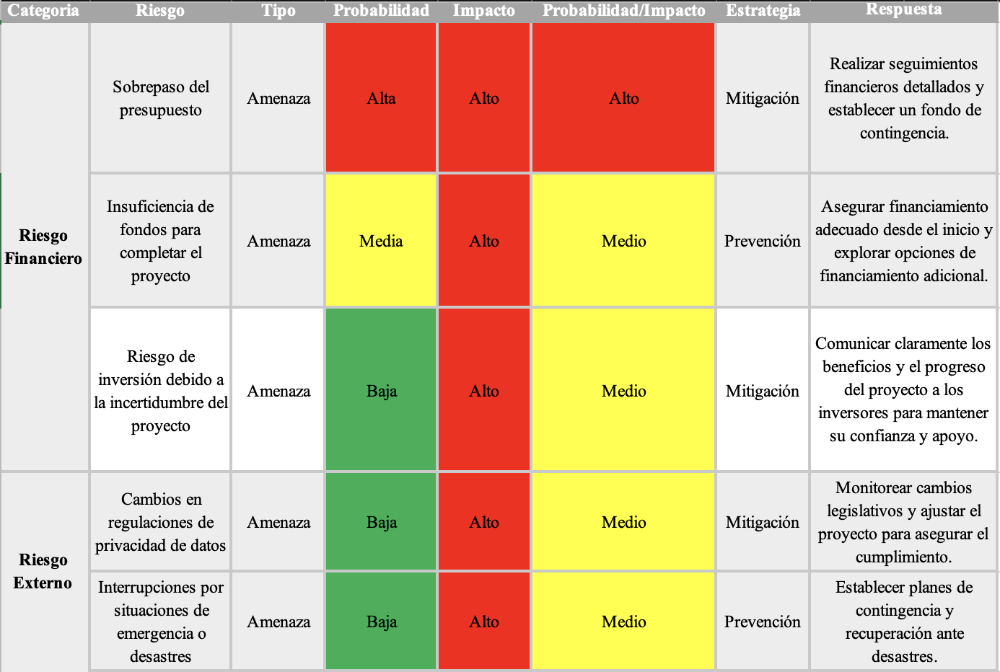 Categoria Riesgo Tipo Probabilidad Impacto Probabilidad/Impacto Estrategia Respuesta
Riesgo
Financiero
Sobrepaso del
presupuesto
Amenaza
Alta
Alto
Alto
Mitigación
Realizar seguimientos
financieros detallados y
establecer un fondo de
contingencia.
Insuficiencia de
fondos para
completar el
proyecto
Amenaza
Media
Alto
Medio
Prevención
Asegurar financiamiento
adecuado desde el inicio y
explorar opciones de
financiamiento adicional.
Riesgo de
inversión debido a
la incertidumbre del
proyecto
Amenaza
Baja
Alto
Medio
Mitigación
Comunicar claramente los
beneficios y el progreso
del proyecto a los
inversores para mantener
su confianza y apoyo.
Riesgo
Externo
Cambios en
regulaciones de
privacidad de datos
Amenaza
Baja
Alto
Medio
Mitigación
Monitorear cambios
legislativos y ajustar el
proyecto para asegurar el
cumplimiento.
Interrupciones por
situaciones de
emergencia o
desastres
Amenaza
Baja
Alto
Medio
Prevención
Establecer planes de
contingencia y
recuperación ante
desastres.